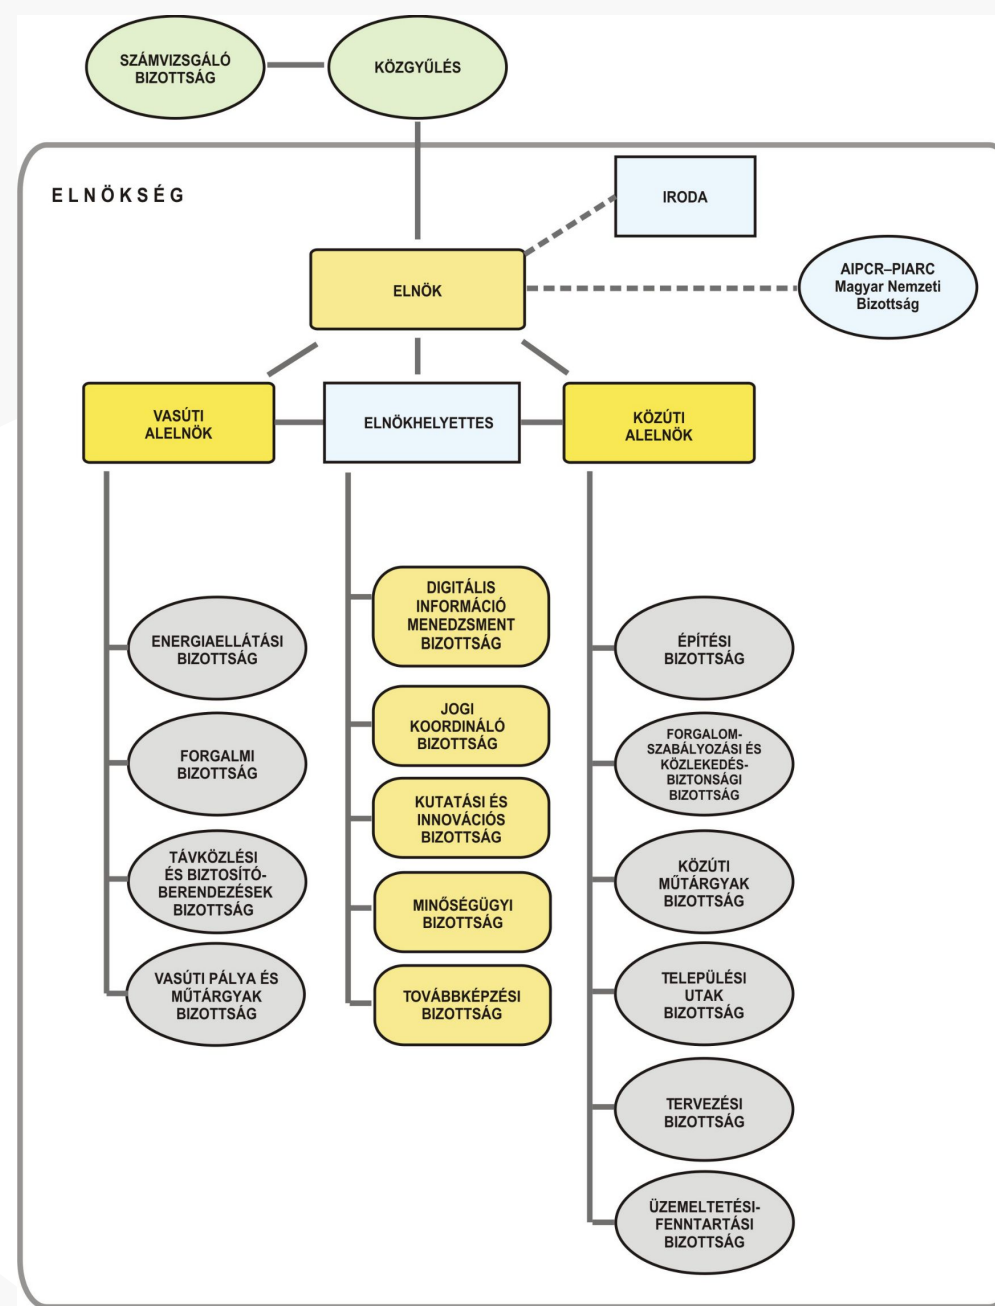 SZÁMVIZSGÁLÓ
BIZOTTSÁG
KÖZGYŰLÉS
ELNÖKSÉG
IRODA
ELNÖK
AIPCR–PIARC
Magyar Nemzeti
Bizottság
VASÚTI
ALELNÖK
ELNÖKHELYETTES
KÖZÚTI
ALELNÖK
ENERGIAELLÁTÁSI
BIZOTTSÁG
FORGALMI
BIZOTTSÁG
TÁVKÖZLÉSI
ÉS BIZTOSÍTÓ-
BERENDEZÉSEK
BIZOTTSÁG
VASÚTI PÁLYA ÉS
MŰTÁRGYAK
BIZOTTSÁG
DIGITÁLIS
INFORMÁCIÓ
MENEDZSMENT
BIZOTTSÁG
JOGI
KOORDINÁLÓ
BIZOTTSÁG
KUTATÁSI ÉS
INNOVÁCIÓS
BIZOTTSÁG
MINŐSÉGÜGYI
BIZOTTSÁG
TOVÁBBKÉPZÉSI
BIZOTTSÁG
ÉPÍTÉSI
BIZOTTSÁG
FORGALOM-
SZABÁLYOZÁSI ÉS
KÖZLEKEDÉS-
BIZTONSÁGI
BIZOTTSÁG
KÖZÚTI
MŰTÁRGYAK
BIZOTTSÁG
TELEPÜLÉSI
UTAK
BIZOTTSÁG
TERVEZÉSI
BIZOTTSÁG
ÜZEMELTETÉSI-
FENNTARTÁSI
BIZOTTSÁG